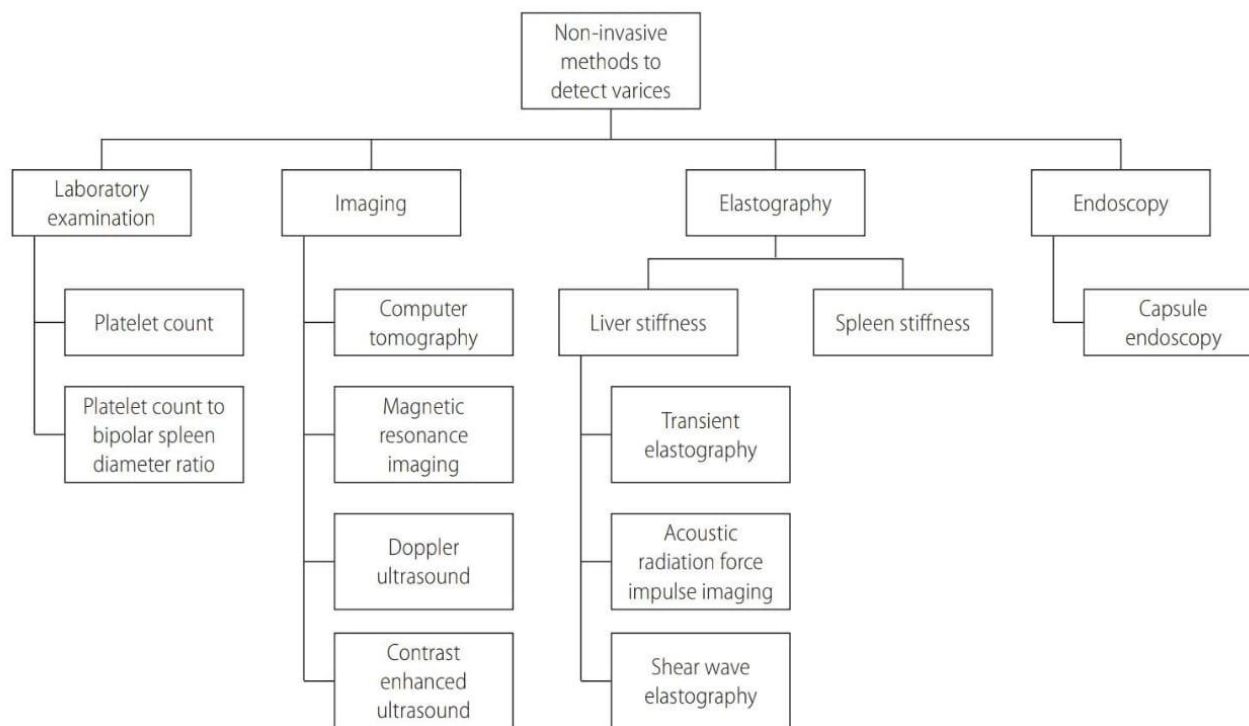 Non-invasive
methods to
detect varices
Laboratory
examination
Imaging
Elastography
Endoscopy
Platelet count
Computer
tomography
Liver stiffness
Spleen stiffness
Capsule
endoscopy
Platelet count to
bipolar spleen
diameter ratio
Magnetic
resonance
imaging
Transient
elastography
Doppler
ultrasound
Acoustic
radiation force
impulse imaging
Contrast
enhanced
ultrasound
Shear wave
elastography